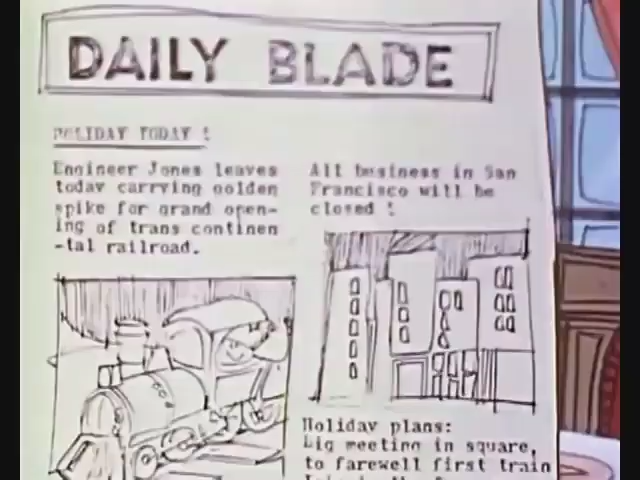 DAILY BLADE
HOLIDAY TODAY !
Engineer Jones leaves
today carrying golden
spike for grand open-
ing of trans continen
-tal railroad.
All business in San
Francisco will be
closed !
Holiday plans:
Big meeting in square,
to farewell first train